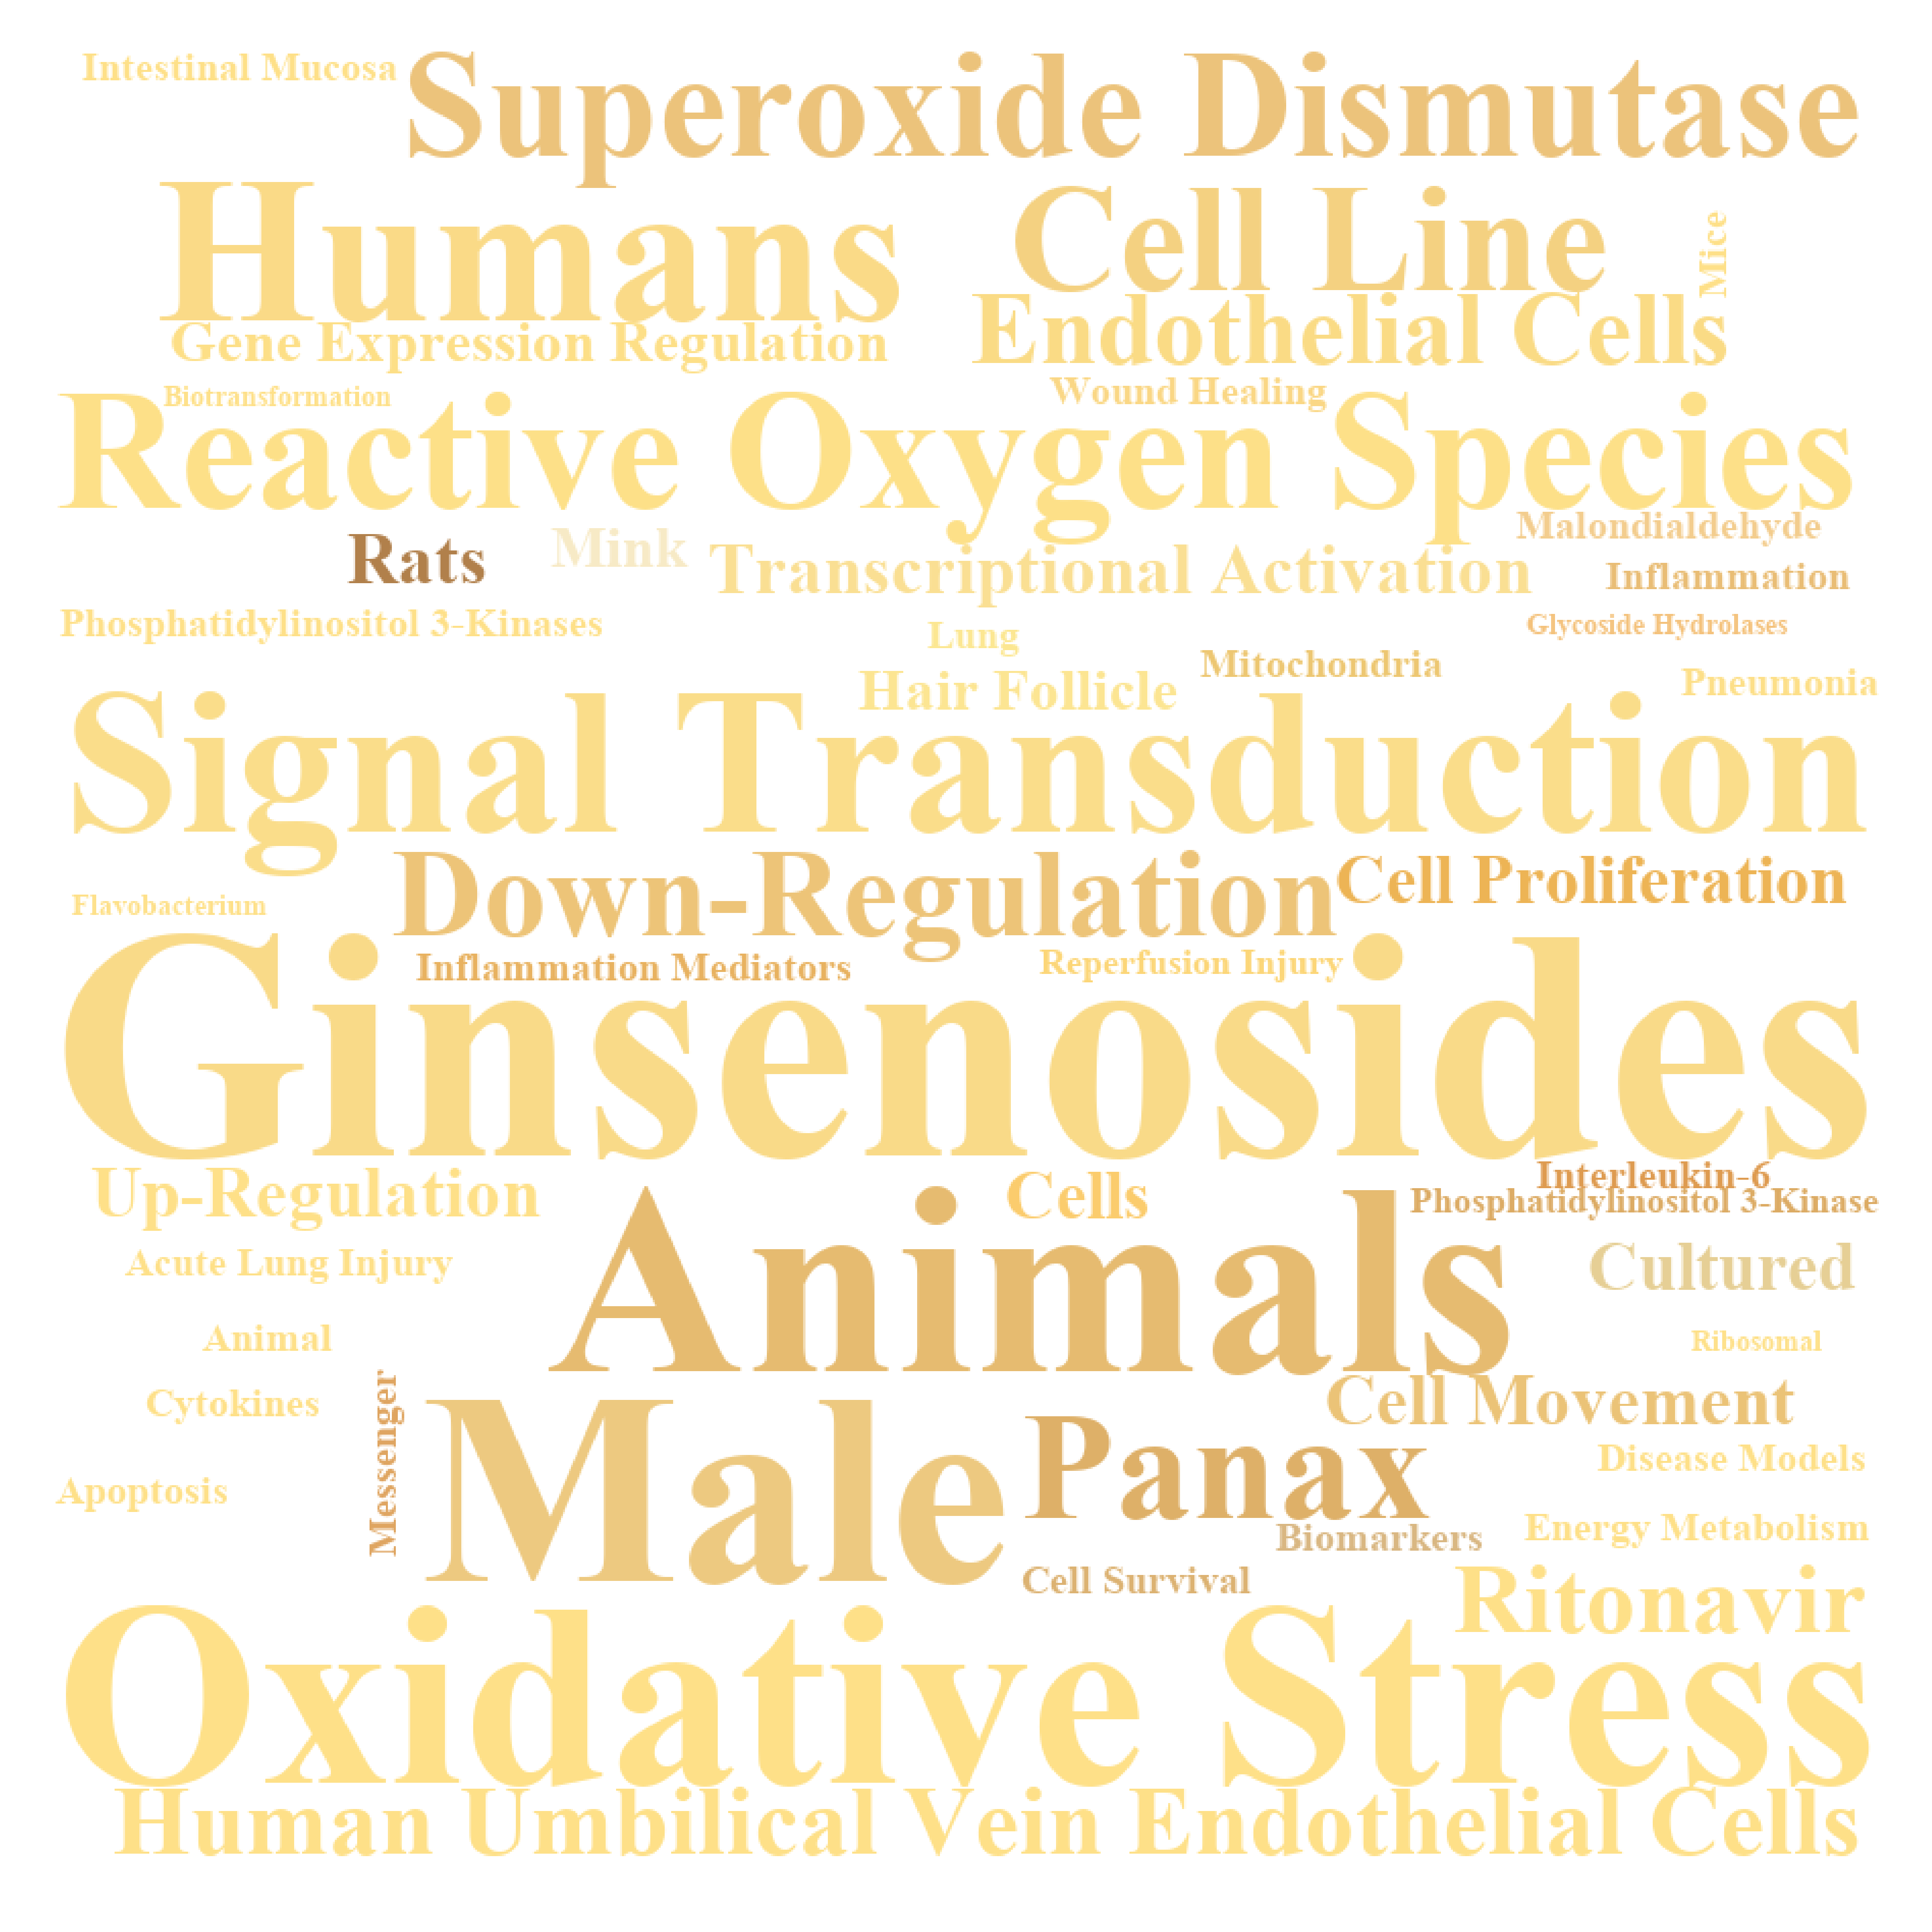 Intestinal Mucosa
Superoxide Dismutase
Humans
Cell Line
Mice
Gene Expression Regulation
Endothelial Cells
Biotransformation
Wound Healing
Reactive Oxygen Species
Rats
Mink
Transcriptional Activation
Malondialdehyde
Inflammation
Phosphatidylinositol 3-Kinases
Lung
Glycoside Hydrolases
Hair Follicle
Mitochondria
Pneumonia
Signal Transduction
Down-Regulation
Cell Proliferation
Flavobacterium
Inflammation Mediators
Reperfusion Injury
Ginsenosides
Up-Regulation
Cells
Interleukin-6
Phosphatidylinositol 3-Kinase
Animals
Acute Lung Injury
Cultured
Animal
Ribosomal
Cytokines
Messenger
Cell Movement
Male
Panax
Disease Models
Apoptosis
Biomarkers
Energy Metabolism
Cell Survival
Ritonavir
Oxidative Stress
Human Umbilical Vein Endothelial Cells